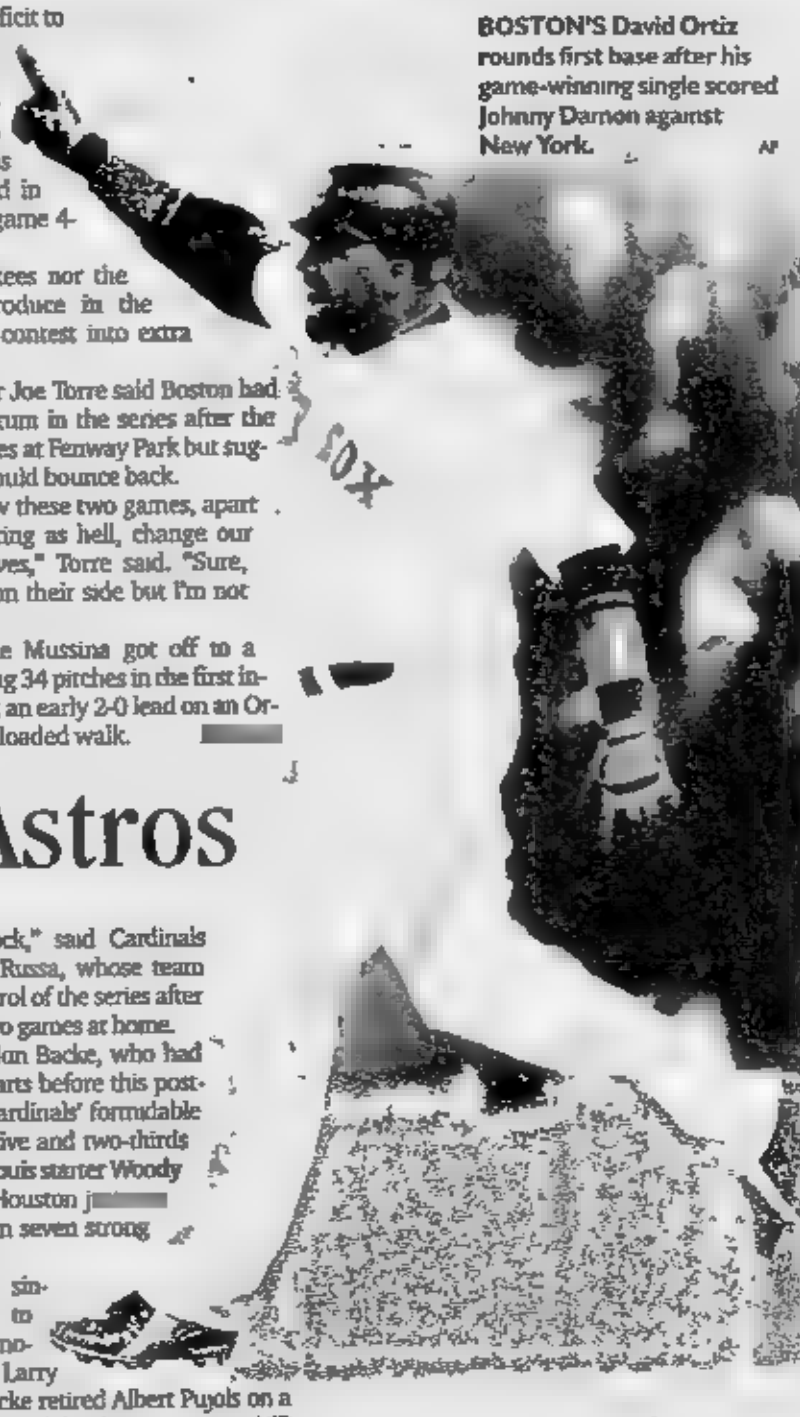 BOSTON'S David Ortiz
rounds first base after his
game-winning single scored
Johnny Damon against
New York.
AP
ficit to
s
d in
game 4-
kees nor the
roduce in the
contest into extra
r Joe Torre said Boston had
tum in the series after the
es at Fenway Park but sug-
ould bounce back.
w these two games, apart
ting as hell, change our
ves," Torre said. "Sure,
on their side but I'm not
e Mussina got off to a
ng 34 pitches in the first in-
an early 2-0 lead on an Or-
loaded walk.
SOX
Astros
ock," said Cardinals
Russa, whose team
rol of the series after
o games at home.
don Backe, who had
arts before this post-
ardinals' formidable
five and two-thirds
ouis starter Woody
Houston j
n seven strong
sin-
to
no-
Larry
cke retired Albert Pujols on a